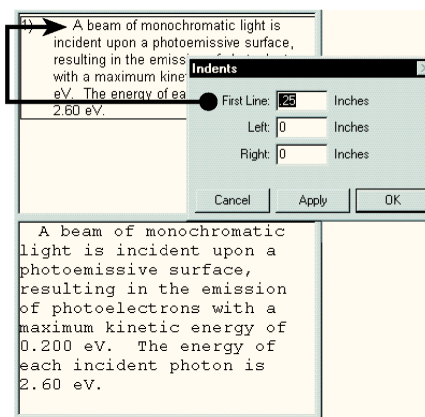 1) A beam of monochromatic light is
incident upon a photoemissive surface,
resulting in the
with a maximum
eV. The energy of
2.60 eV.
Indents
First Line: .25 Inches
Left: 0 Inches
Right: 0 Inches
Cancel Apply OK
A beam of monochromatic
light is incident upon a
photoemissive surface,
resulting in the emission
of photoelectrons with a
maximum kinetic energy of
0.200 eV. The energy of
each incident photon is
2.60 eV.